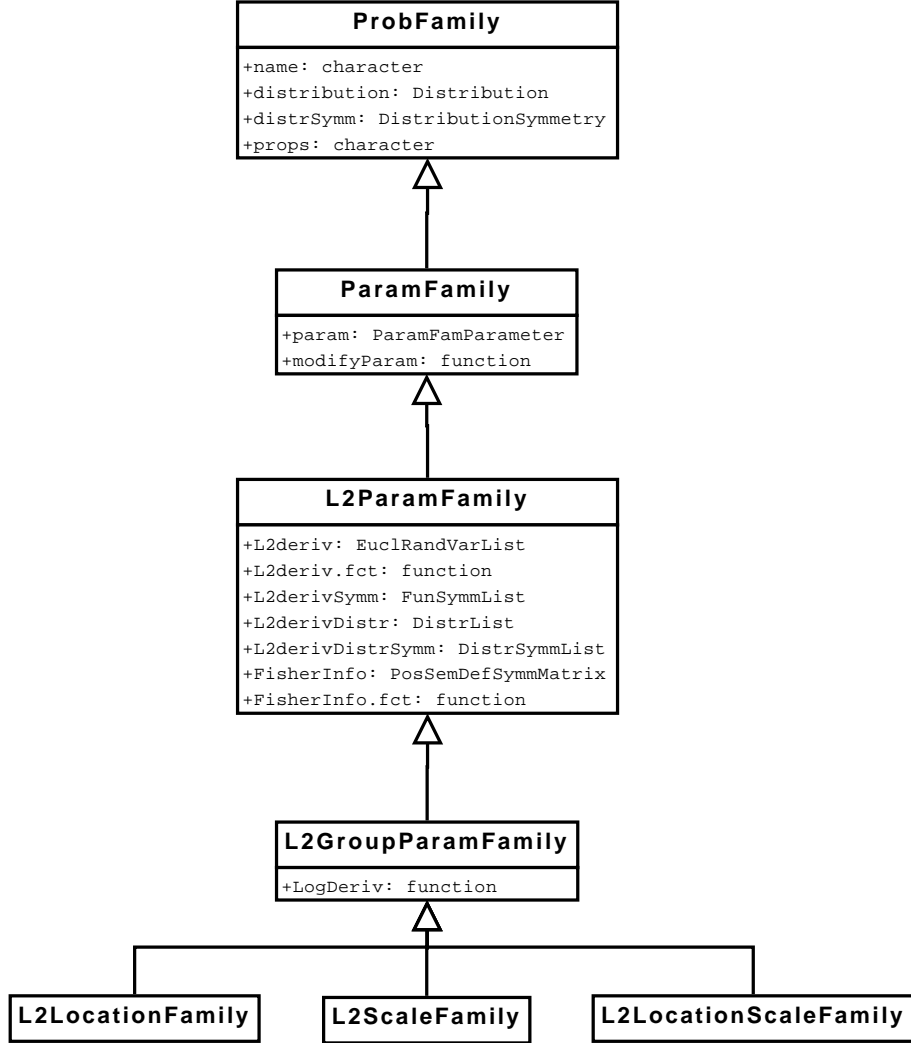 ProbFamily
+name: character
+distribution: Distribution
+distrSymm: DistributionSymmetry
+props: character
ParamFamily
+param: ParamFamParameter
+modifyParam: function
L2ParamFamily
+L2deriv: EuclRandVarList
+L2deriv.fct: function
+L2derivSymm: FunSymmList
+L2derivDistr: DistrList
+L2derivDistrSymm: DistrSymmList
+FisherInfo: PosSemDefSymmMatrix
+FisherInfo.fct: function
L2GroupParamFamily
+LogDeriv: function
L2LocationFamily
L2ScaleFamily
L2LocationScaleFamily